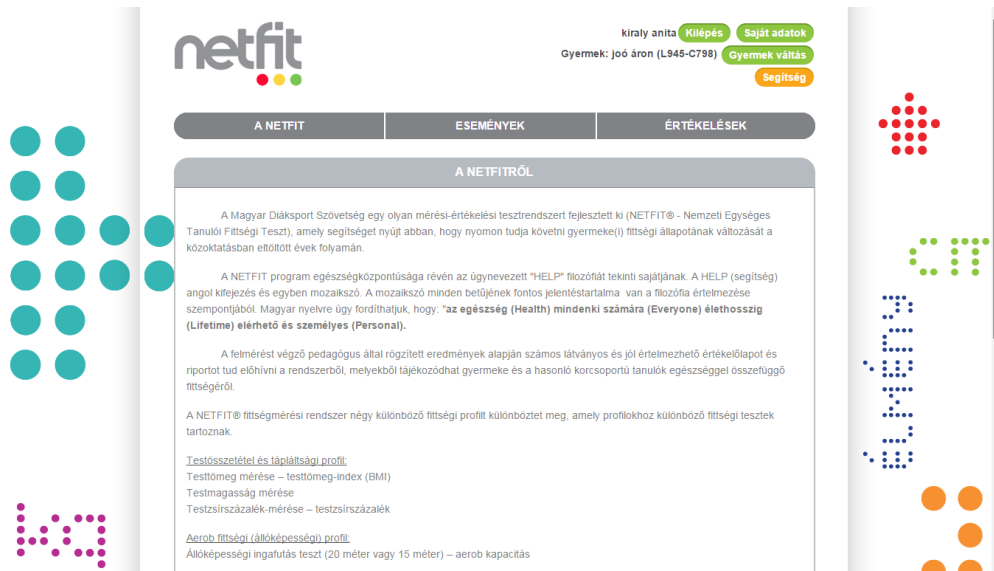 netfit
kiraly anita Kilépés Saját adatok
Gyermek: joó áron (L945-C798) Gyermek váltás
Segítség
A NETFIT ESEMÉNYEK ÉRTÉKELÉSEK
A NETFITRŐL
A Magyar Diáksport Szövetség egy olyan mérési-értékelési tesztrendszert fejlesztett ki (NETFIT® - Nemzeti Egységes
Tanulói Fittségi Teszt), amely segítséget nyújt abban, hogy nyomon tudja követni gyermeke(i) fittségi állapotának változását a
közoktatásban eltöltött évek folyamán.
A NETFIT program egészségközpontúsága révén az úgynevezett "HELP" filozófiát tekinti sajátjának. A HELP (segítség)
angol kifejezés és egyben mozaikszó. A mozaikszó minden betűjének fontos jelentéstartalma van a filozófia értelmezése
szempontjából. Magyar nyelvre úgy fordíthatjuk, hogy: "az egészség (Health) mindenki számára (Everyone) élethosszig
(Lifetime) elérhető és személyes (Personal).
A felmérést végző pedagógus által rögzített eredmények alapján számos látványos és jól értelmezhető értékelőlapot és
riportot tud előhívni a rendszerből, melyekből tájékozódhat gyermeke és a hasonló korcsoportú tanulók egészséggel összefüggő
fittségéről.
A NETFIT® fittségmérési rendszer négy különböző fittségi profilt különböztet meg, amely profilokhoz különböző fittségi tesztek
tartoznak.
Testösszetétel és tápláltsági profil:
Testtömeg mérése – testtömeg-index (BMI)
Testmagasság mérése
Testzsírszázalék-mérése – testzsírszázalék
Aerob fittségi (állóképességi) profil:
Állóképességi ingafutás teszt (20 méter vagy 15 méter) – aerob kapacitás